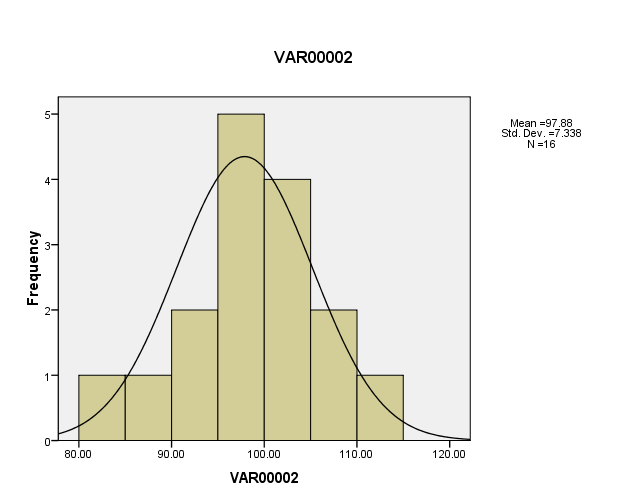 VAR00002
Mean =97.88
Std. Dev. =7.338
N =16
Frequency
5
4
3
2
1
0
80.00 90.00 100.00 110.00 120.00
VAR00002